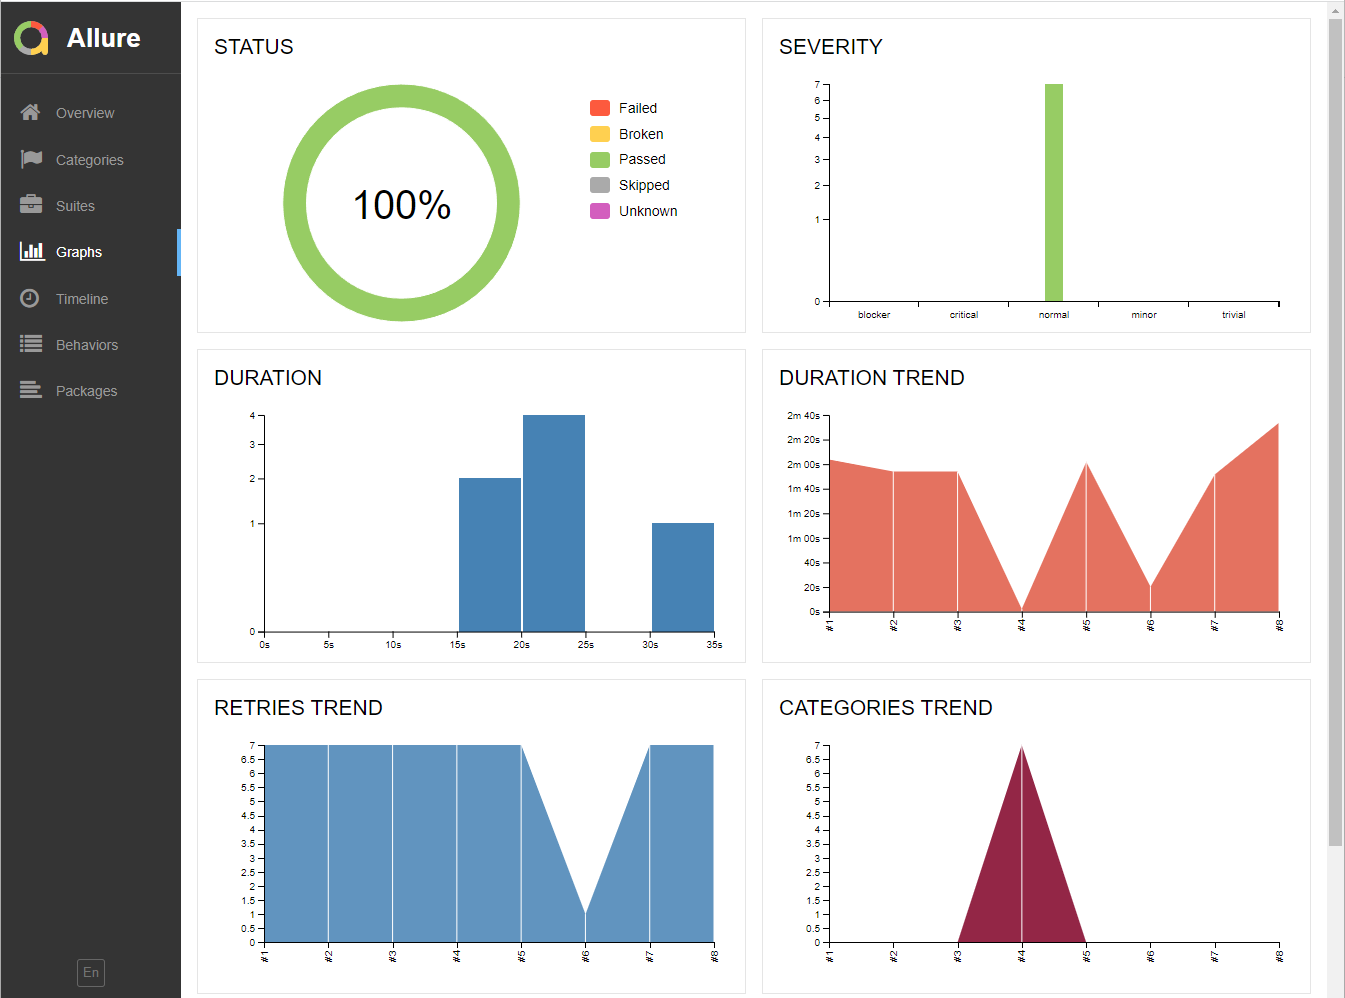 Allure
Overview
Categories
Suites
Graphs
Timeline
Behaviors
Packages
En
STATUS
100%
Failed
Broken
Passed
Skipped
Unknown
SEVERITY
7
6
5
4
3
2
1
0
blocker critical normal minor trivial
DURATION
4
3
2
1
0
0s 5s 10s 15s 20s 25s 30s 35s
DURATION TREND
2m 40s
2m 20s
2m 00s
1m 40s
1m 20s
1m 00s
40s
20s
0s
#1 #2 #3 #4 #5 #6 #7 #8
RETRIES TREND
7
6.5
6
5.5
5
4.5
4
3.5
3
2.5
2
1.5
1
0.5
0
#1 #2 #3 #4 #5 #6 #7 #8
CATEGORIES TREND
7
6.5
6
5.5
5
4.5
4
3.5
3
2.5
2
1.5
1
0.5
0
#1 #2 #3 #4 #5 #6 #7 #8